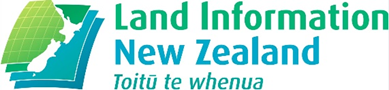 Land Information
New Zealand
Toitū te whenua